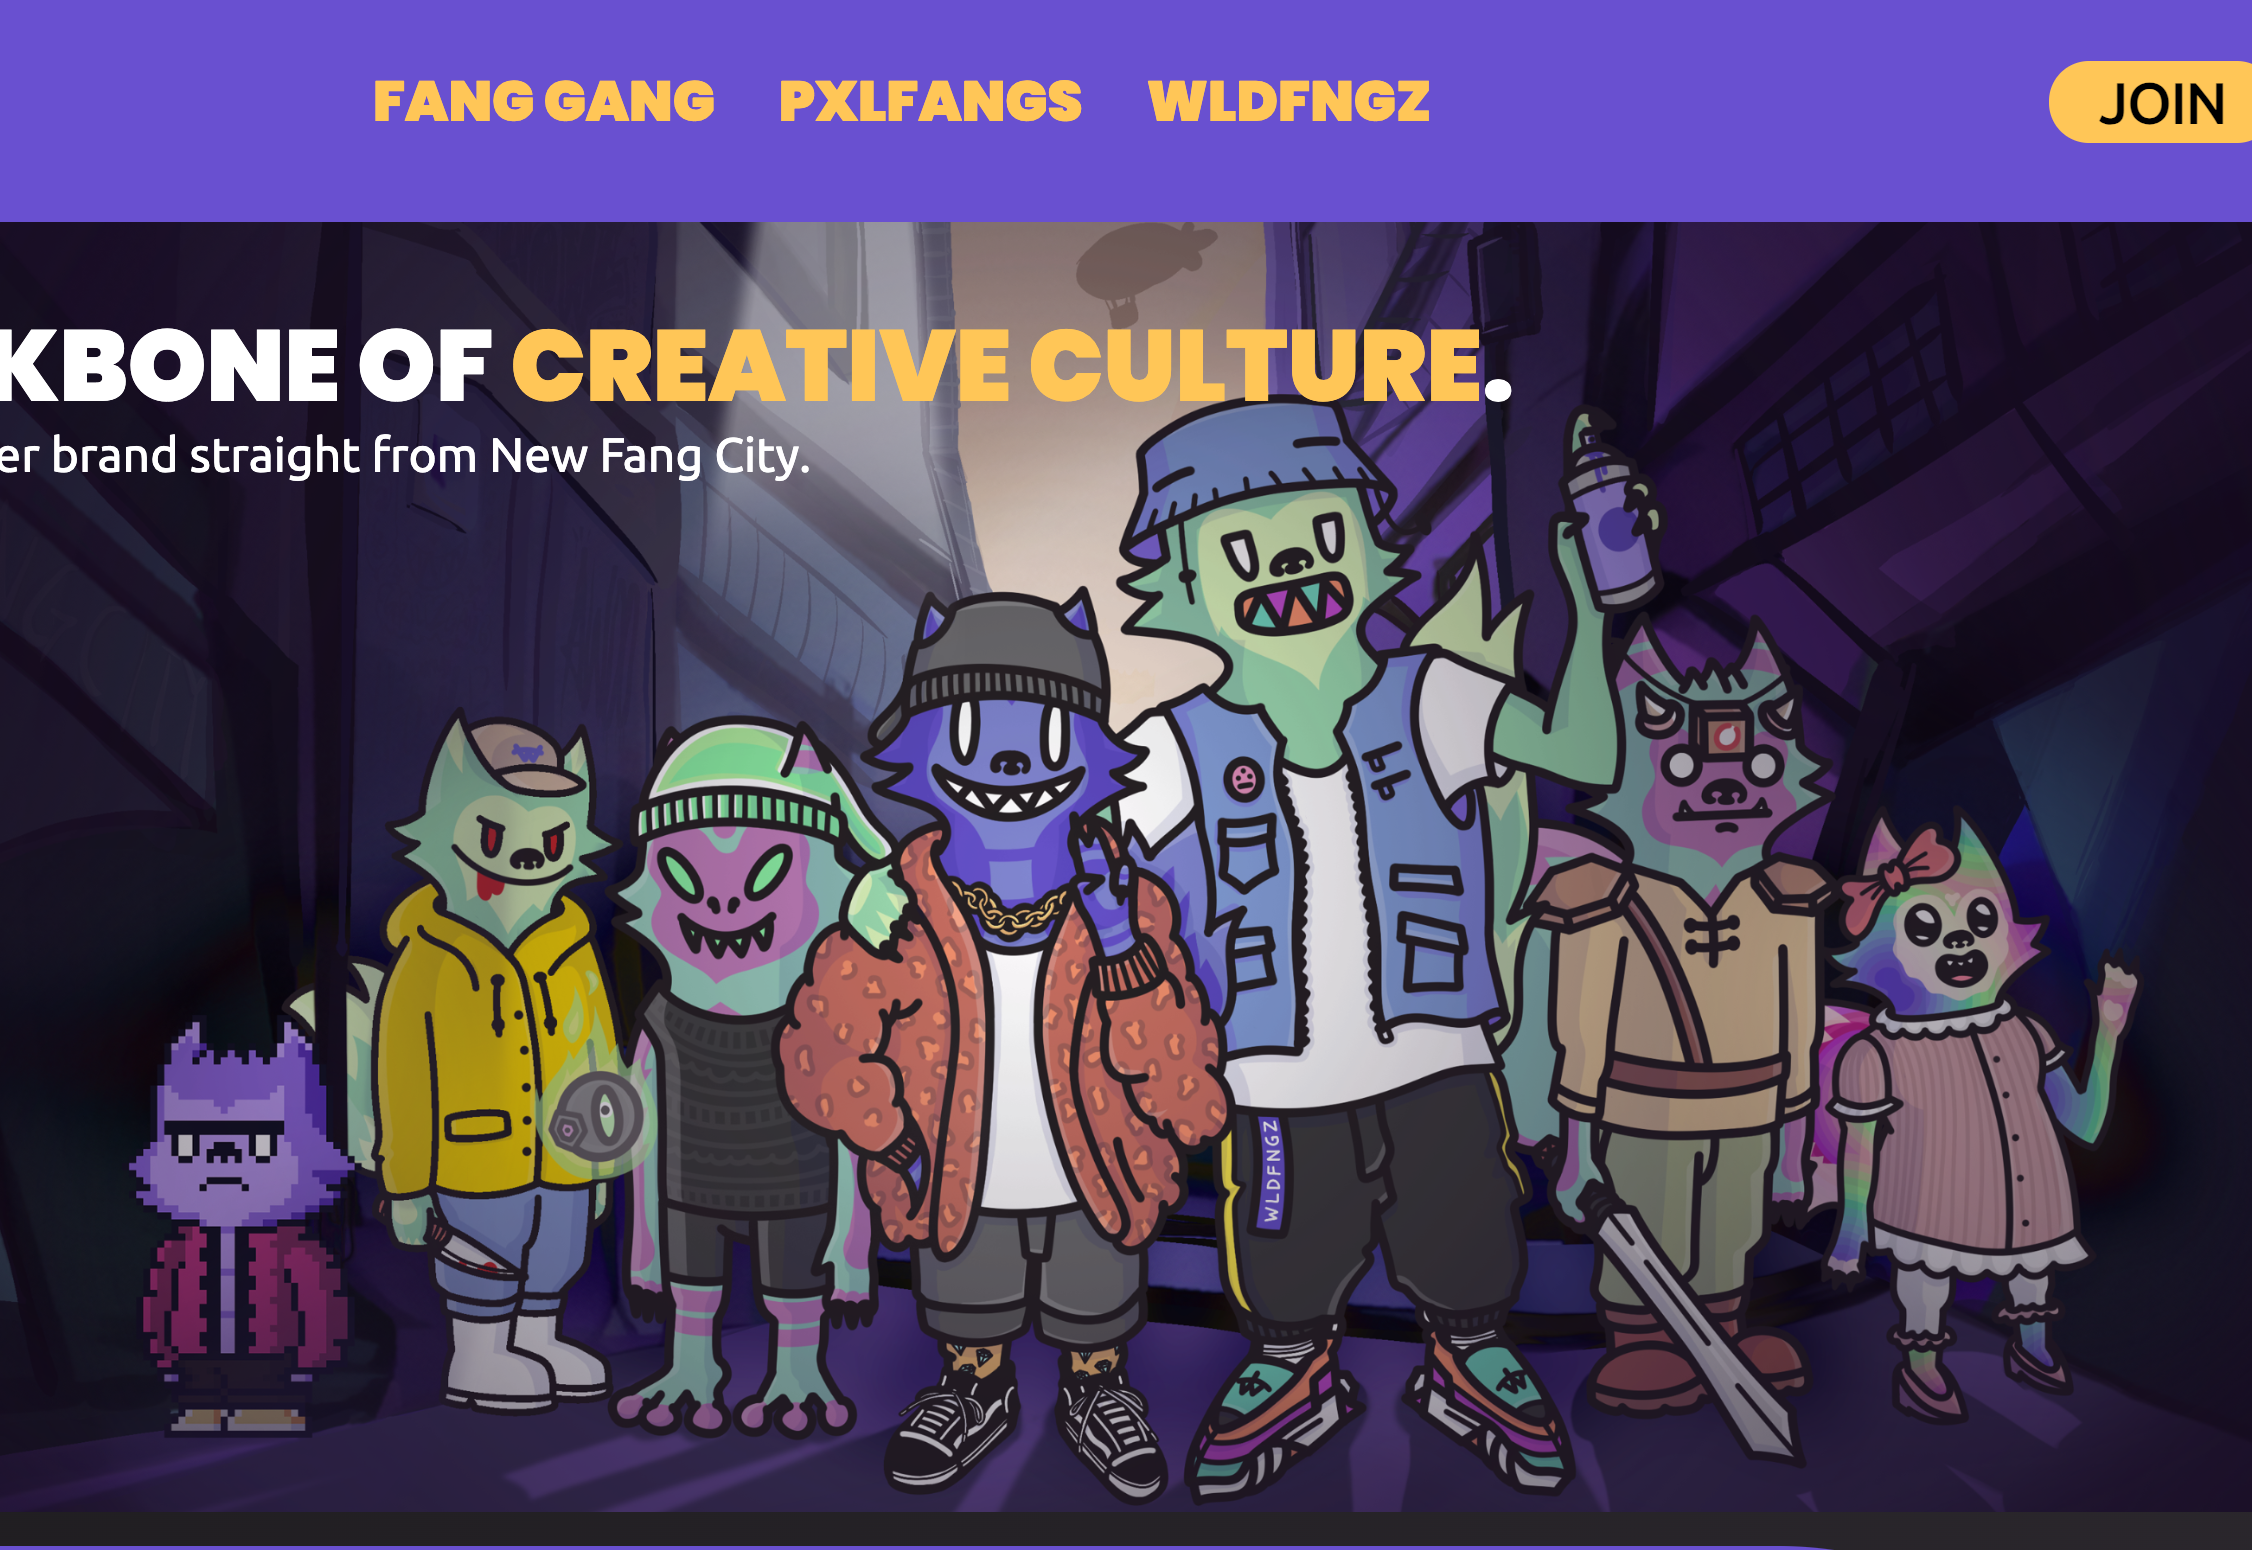 FANG GANG PXLFANGS WLDFNGZ
JOIN
KBONE OF CREATIVE CULTURE.
er brand straight from New Fang City.
WLDFNGZ